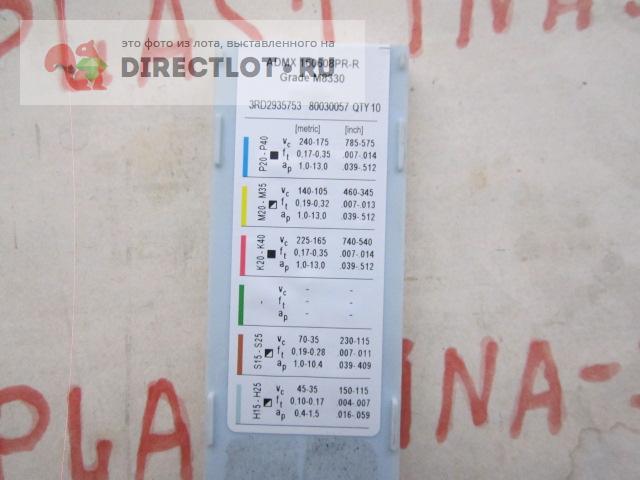 PLASTINA-
это фото из лота, выставленного на
DIRECTLOT.RU
ADMX 160608PR-R
Grade M8330
3RD2935753 80030057 QTY 10
[metric] [inch]
P20 - P40
vc 240-175 785-575
ft 0,17-0,35 .007-.014
ap 1,0-13,0 .039-.512
M20 - M35
vc 140-105 460-345
ft 0,19-0,32 .007-.013
ap 1,0-13,0 .039-.512
K20 - K40
vc 225-165 740-540
ft 0,17-0,35 .007-.014
ap 1,0-13,0 .039-.512
-
vc - -
ft - -
ap - -
S15 - S25
vc 70-35 230-115
ft 0,19-0.28 .007-.011
ap 1,0-10.4 .039-409
H15 - H25
vc 45-35 150-115
ft 0,10-0,17 .004-.007
ap 0,4-1.5 .016-.059
PLASTINA-